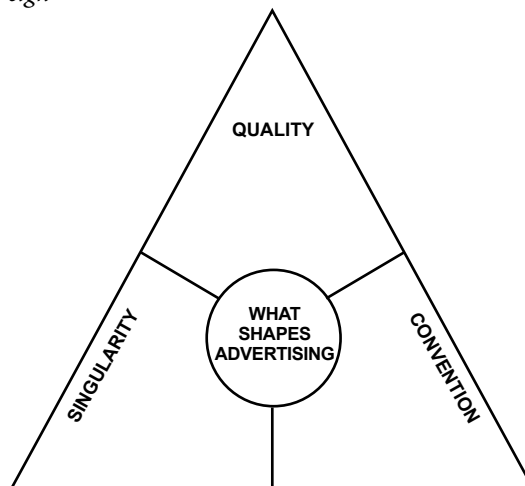 QUALITY
WHAT
SHAPES
ADVERTISING
SINGULARITY
CONVENTION